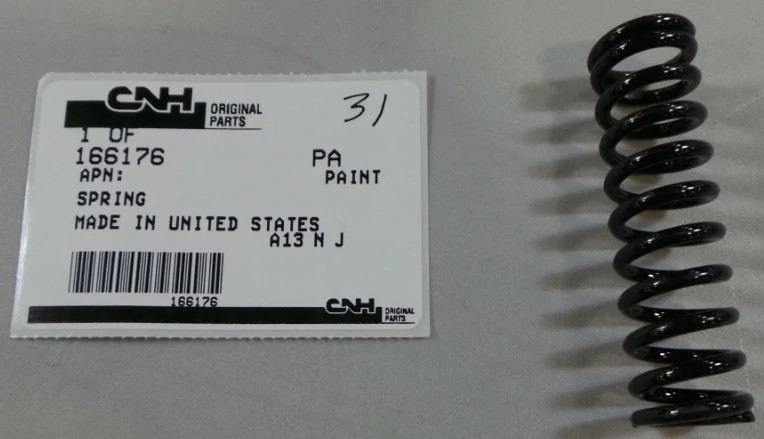 CNH ORIGINAL PARTS
31
1 OF
166176 PA
APN: PAINT
SPRING
MADE IN UNITED STATES
A13 N J
166176
CNH ORIGINAL PARTS